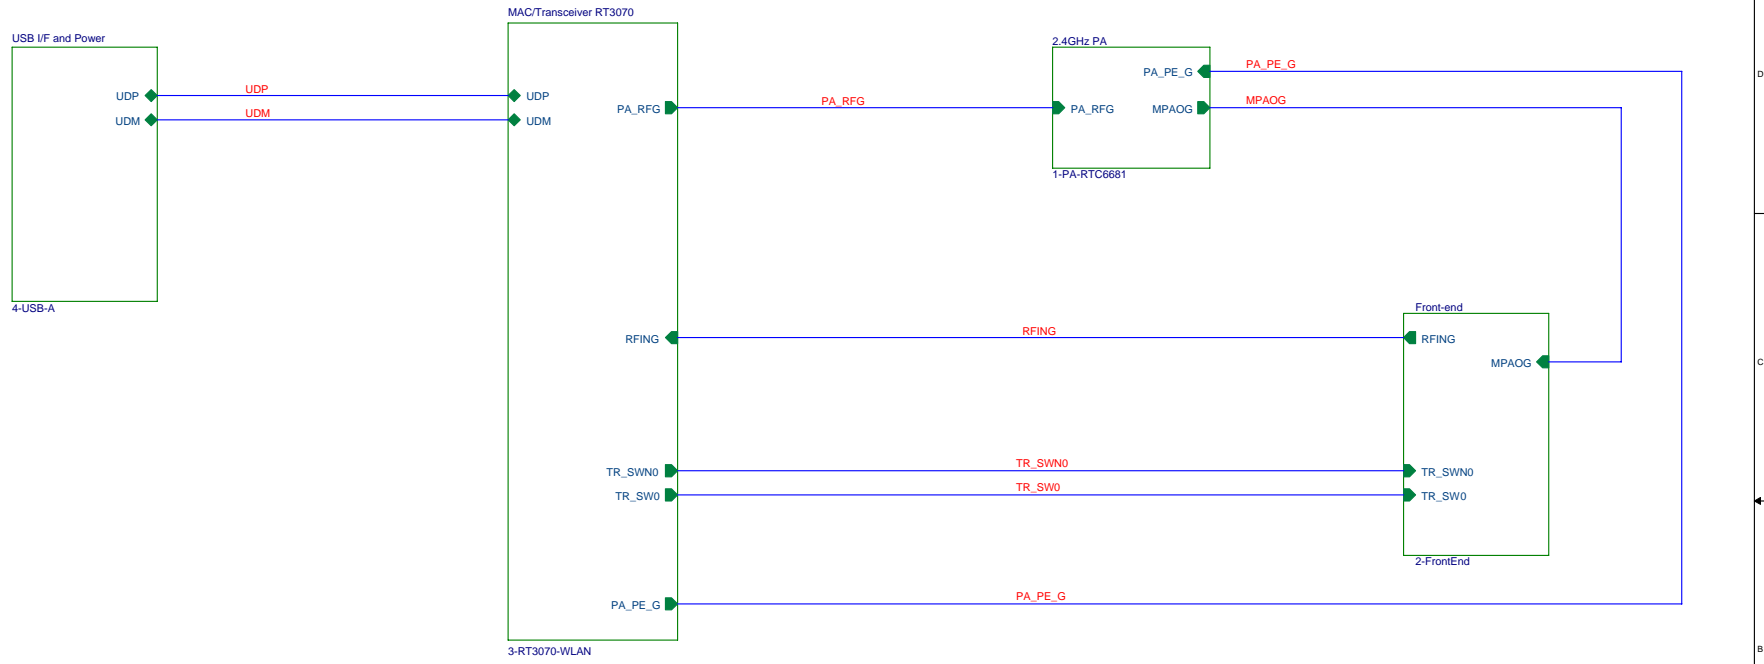 MAC/Transceiver RT3070
USB I/F and Power
2.4GHz PA
PA_PE_G
PA_PE_G
D
UDP
UDP
UDP
PA_RFG
PA_RFG
PA_RFG
MPAOG
MPAOG
UDM
UDM
UDM
1-PA-RTC6681
4-USB-A
Front-end
RFING
RFING
RFING
MPAOG
C
TR_SWN0
TR_SWN0
TR_SWN0
TR_SW0
TR_SW0
TR_SW0
2-FrontEnd
PA_PE_G
PA_PE_G
3-RT3070-WLAN
B